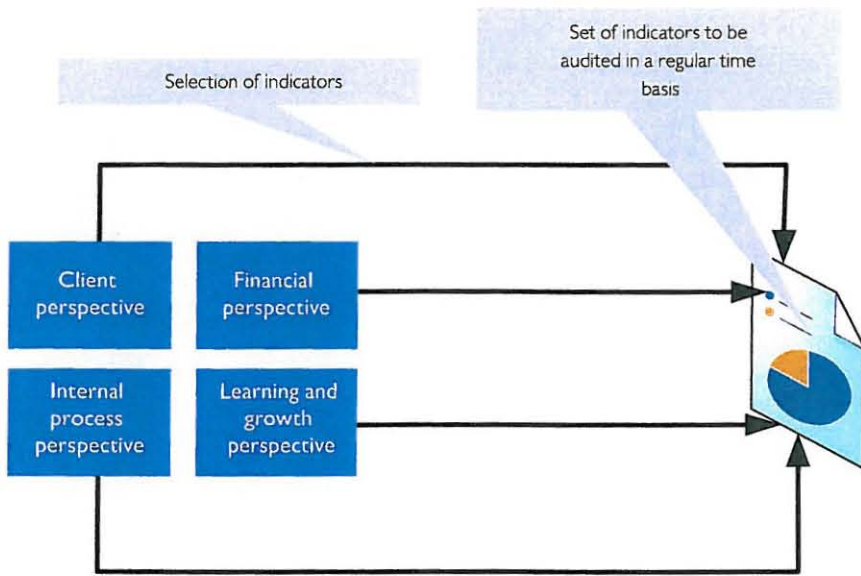 Set of indicators to be
audited in a regular time
basis
Selection of indicators
Client
perspective
Financial
perspective
Internal
process
perspective
Learning and
growth
perspective